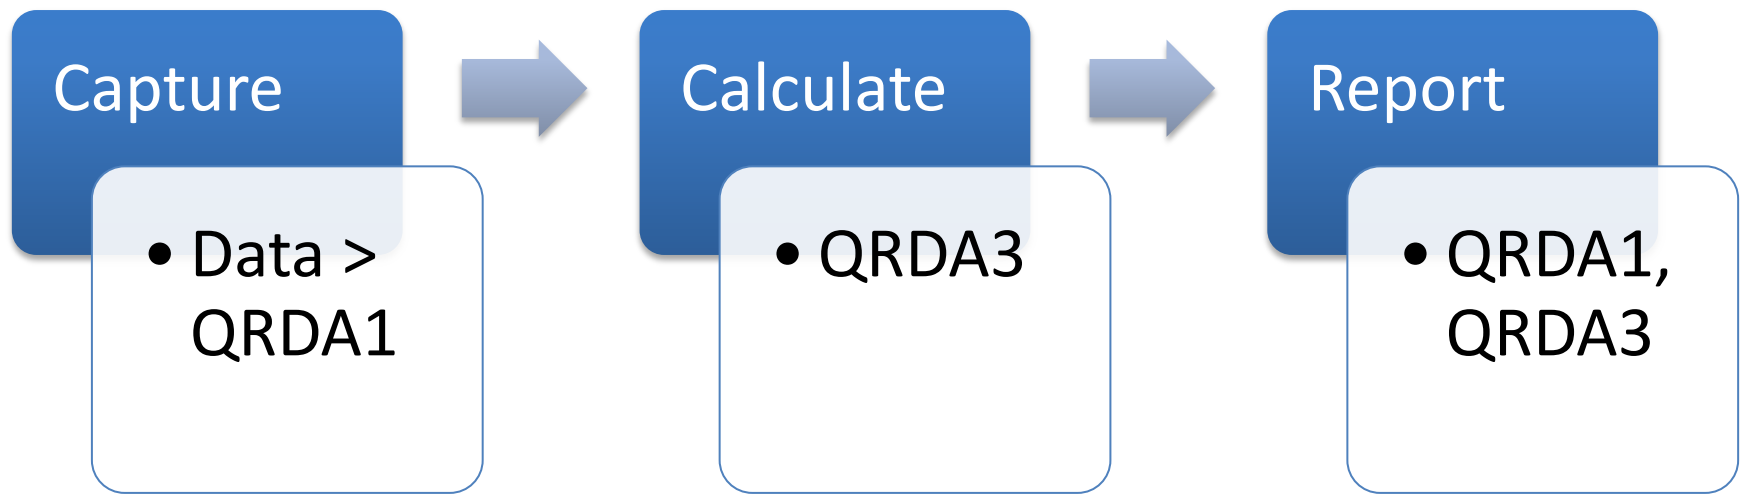 Capture
• Data >
QRDA1
Calculate
• QRDA3
Report
• QRDA1,
QRDA3